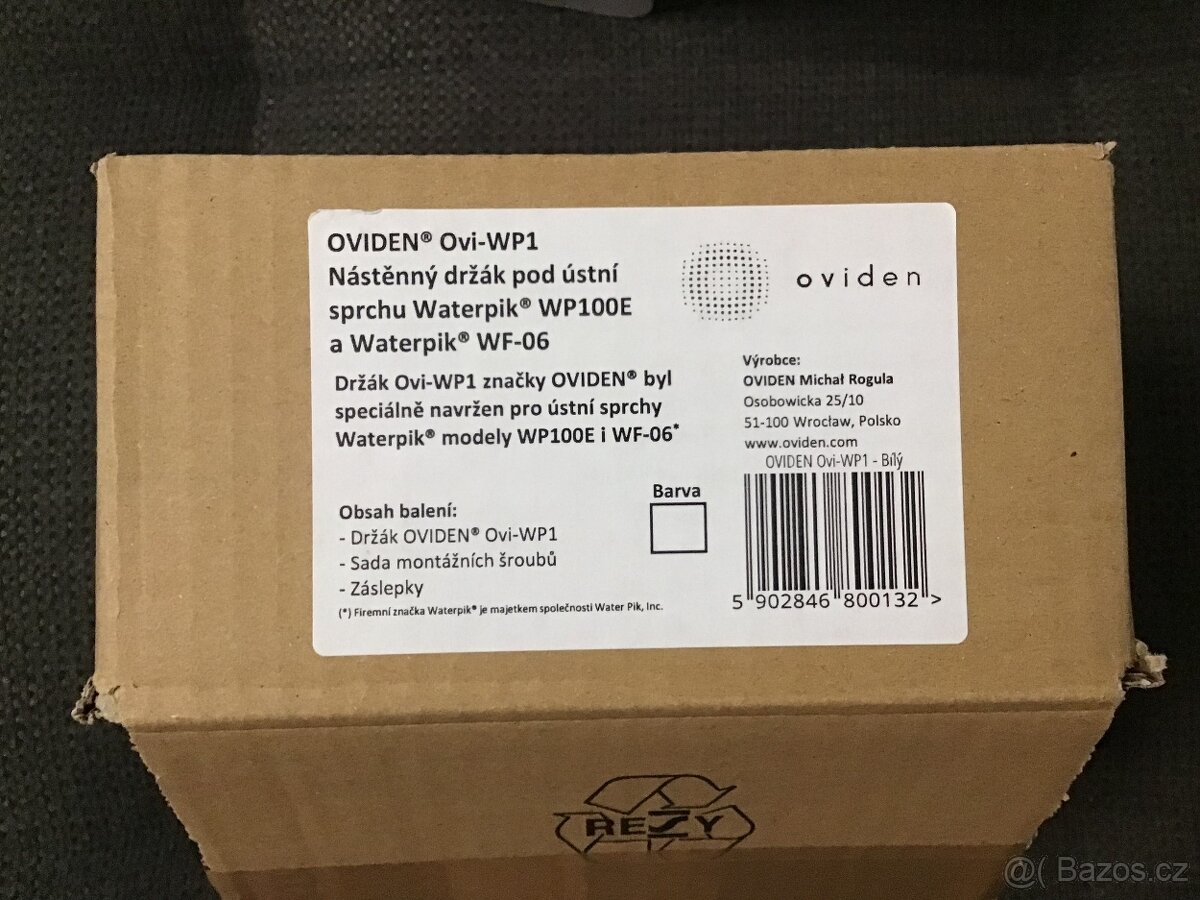 OVIDEN® Ovi-WP1
Nástěnný držák pod ústní
sprchu Waterpik® WP100E
a Waterpik® WF-06
Držák Ovi-WP1 značky OVIDEN® byl
speciálně navržen pro ústní sprchy
Waterpik® modely WP100E i WF-06*
Obsah balení:
- Držák OVIDEN® Ovi-WP1
- Sada montážních šroubů
- Záslepky
(*) Firemní značka Waterpik® je majetkem společnosti Water Pik, Inc.
oviden
Výrobce:
OVIDEN Michał Rogula
Osobowicka 25/10
51-100 Wrocław, Polsko
www.oviden.com
OVIDEN Ovi-WP1 - Bílý
Barva
5 902846 800132 >
RESY
@( Bazos.cz